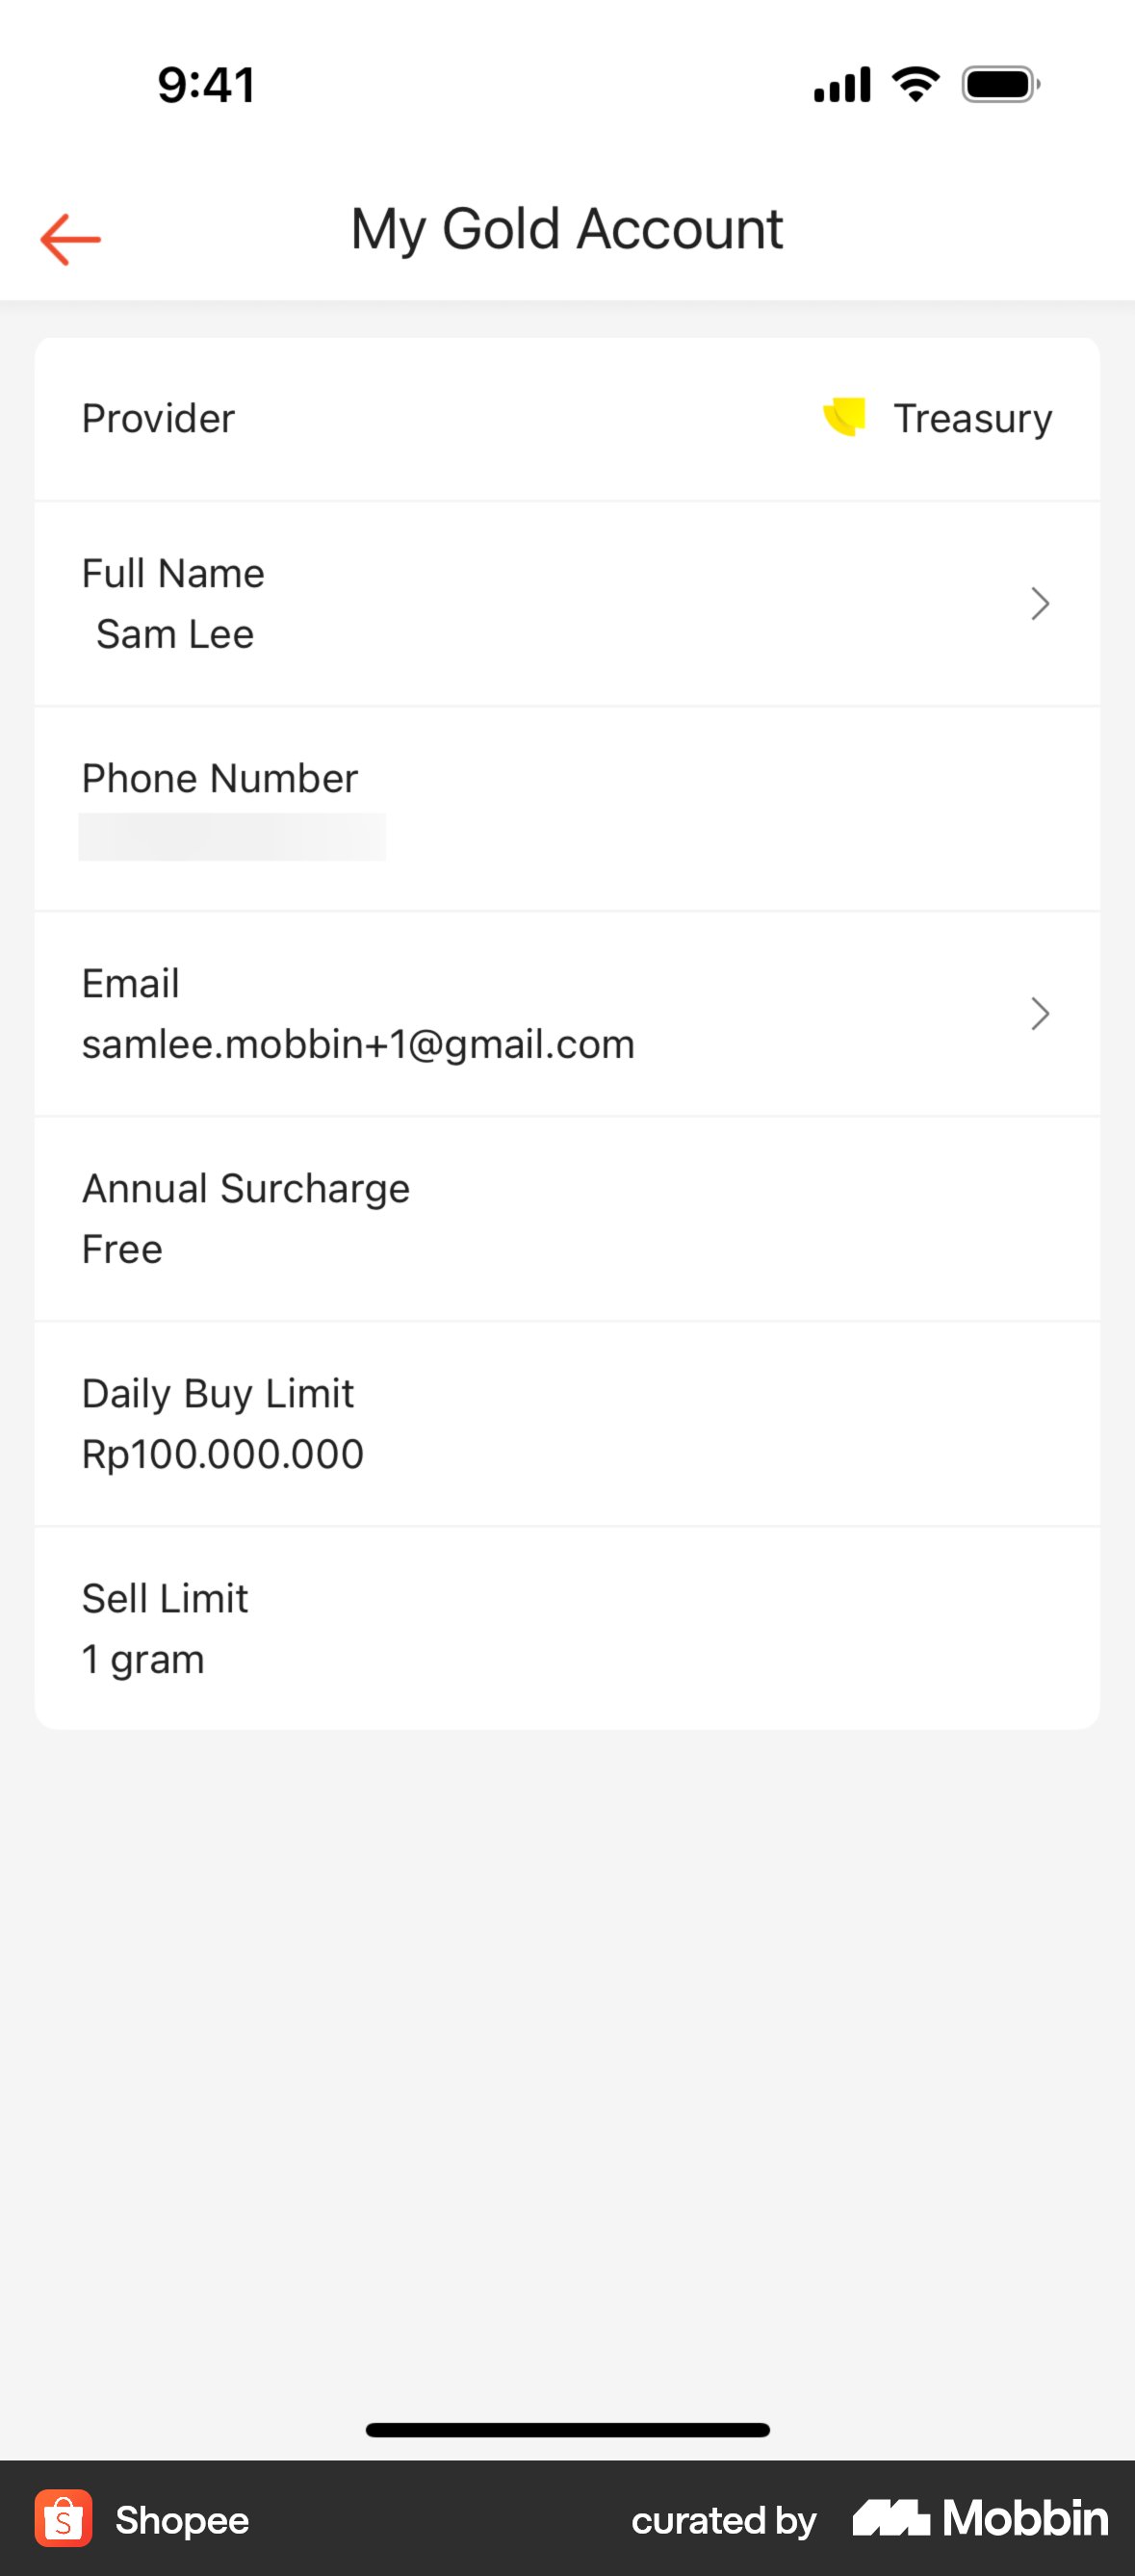 9:41
My Gold Account
Provider
Treasury
Full Name
Sam Lee
Phone Number
Email
samlee.mobbin+1@gmail.com
Annual Surcharge
Free
Daily Buy Limit
Rp100.000.000
Sell Limit
1 gram
Shopee
curated by Mobbin